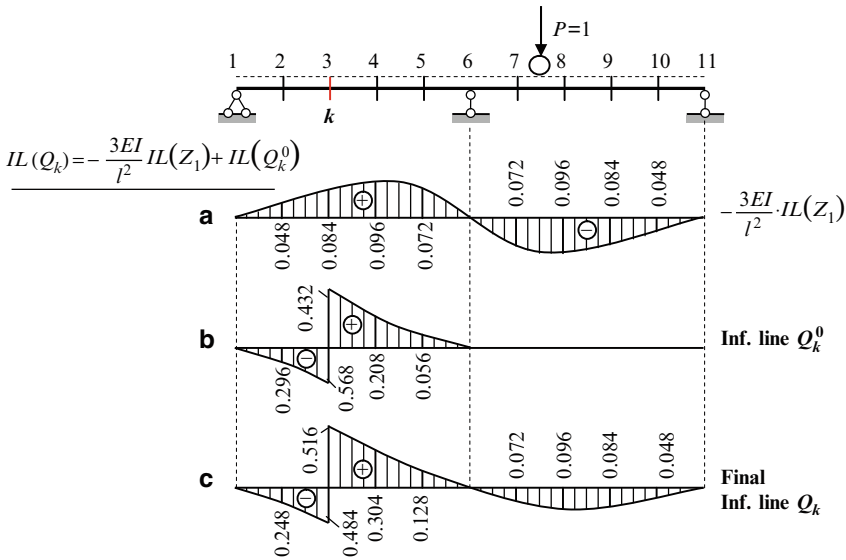 P=1
1 2 3 4 5 6 7 8 9 10 11
k
IL(Q_k) = - 3EI/l² IL(Z_1) + IL(Q_k^0)
0.072 0.096 0.084 0.048
a + - - 3EI/l² · IL(Z_1)
0.048 0.084 0.096 0.072
0.432
b + - Inf. line Q_k^0
0.296 0.568 0.208 0.056
0.516 0.072 0.096 0.084 0.048
c + - Final
Inf. line Q_k
0.248 0.484 0.304 0.128